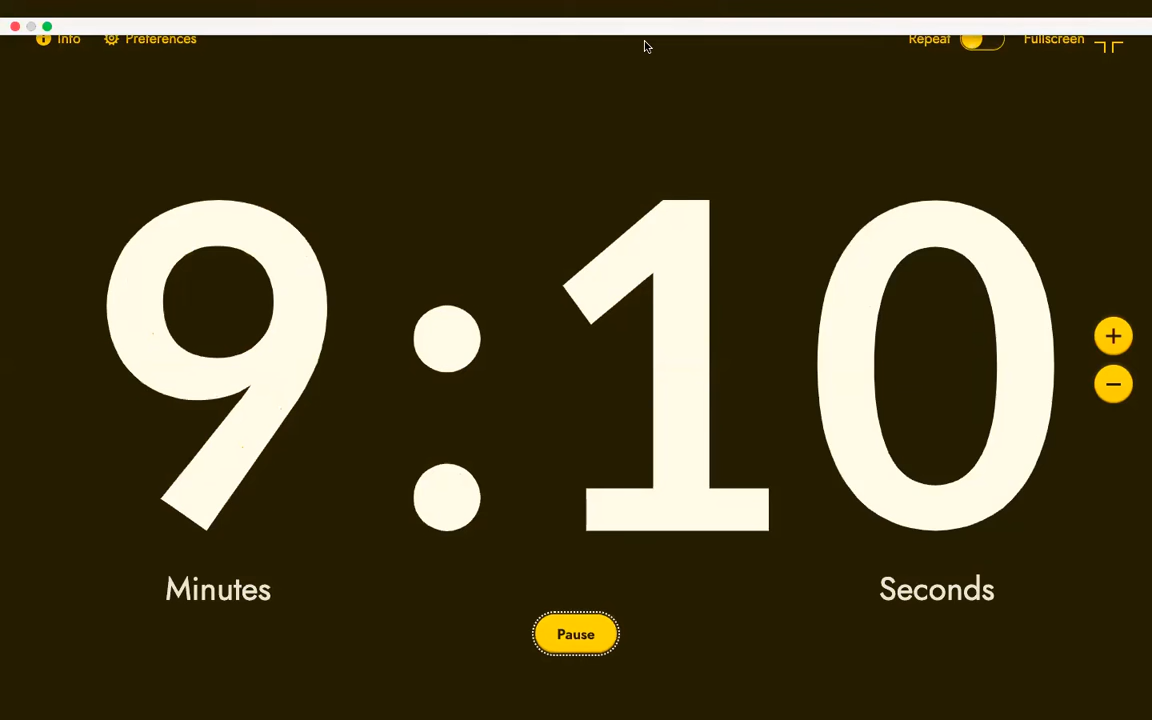 Info Preferences Repeat Fullscreen
9:10
+
−
Minutes Seconds
Pause